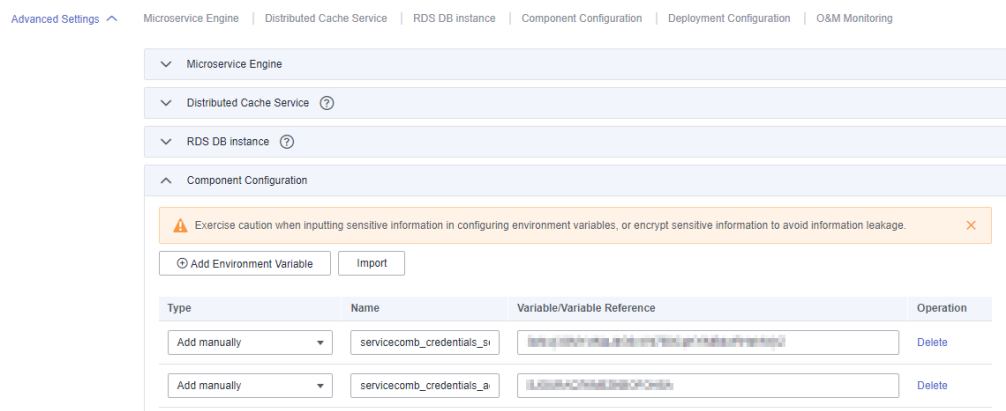 Advanced Settings Microservice Engine Distributed Cache Service RDS DB instance Component Configuration Deployment Configuration O&M Monitoring
Microservice Engine
Distributed Cache Service ?
RDS DB instance ?
Component Configuration
Exercise caution when inputting sensitive information in configuring environment variables, or encrypt sensitive information to avoid information leakage.
Add Environment Variable Import
Type Name Variable/Variable Reference Operation
Add manually servicecomb_credentials_s Delete
Add manually servicecomb_credentials_a Delete